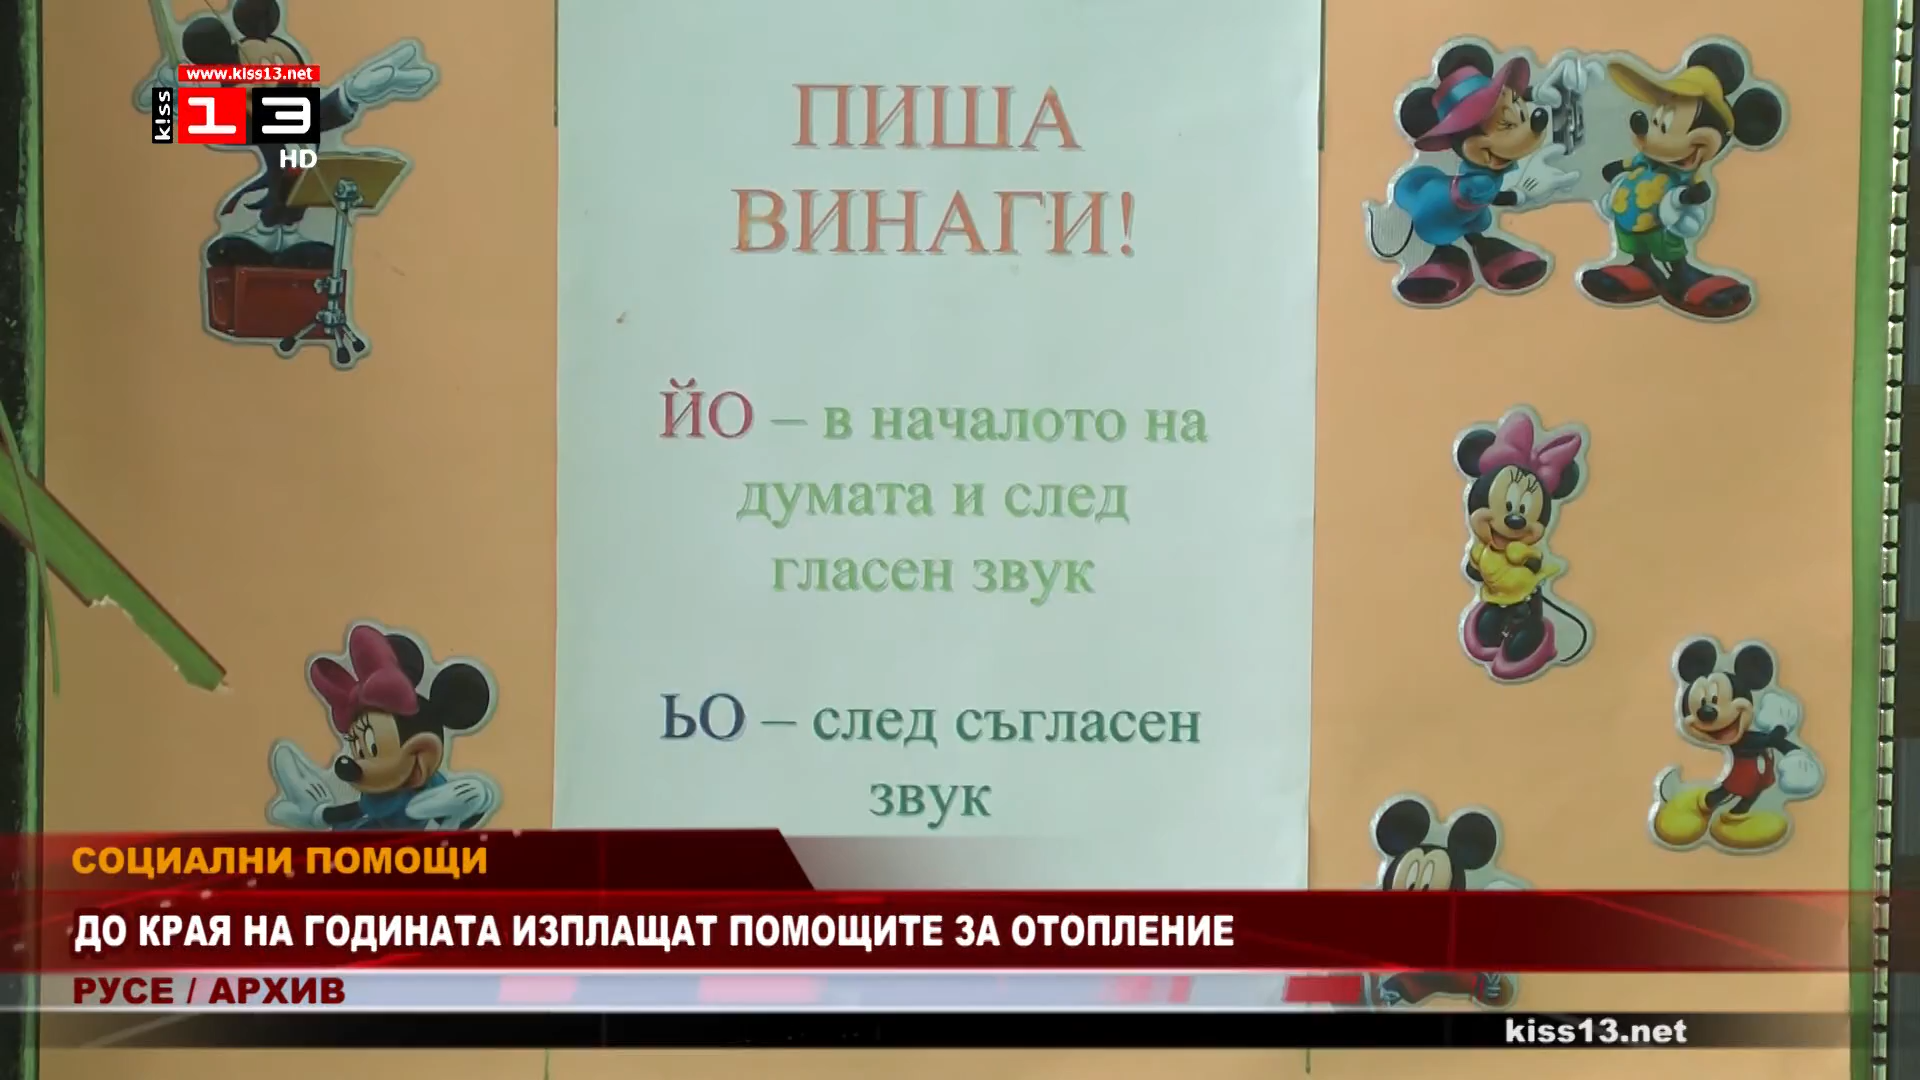 www.kiss13.net
kiss 13
HD
ПИША
ВИНАГИ!
ЙО – в началото на
думата и след
гласен звук
ЬО – след съгласен
звук
СОЦИАЛНИ ПОМОЩИ
ДО КРАЯ НА ГОДИНАТА ИЗПЛАЩАТ ПОМОЩИТЕ ЗА ОТОПЛЕНИЕ
РУСЕ / АРХИВ
kiss13.net